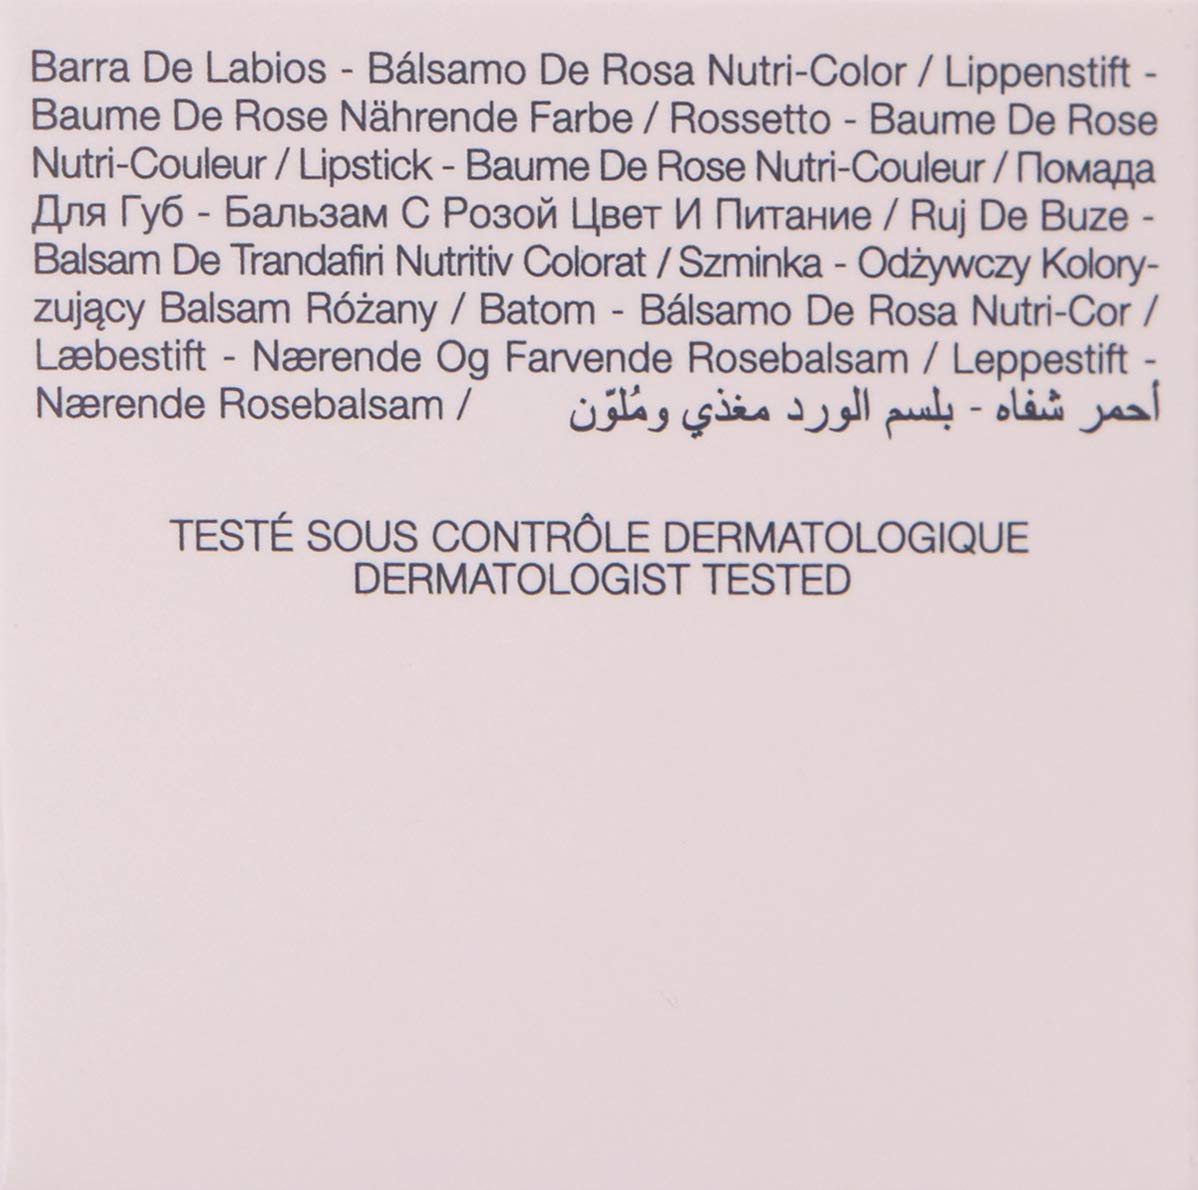 Barra De Labios - Bálsamo De Rosa Nutri-Color / Lippenstift -
Baume De Rose Nährende Farbe / Rossetto - Baume De Rose
Nutri-Couleur / Lipstick - Baume De Rose Nutri-Couleur / Помада
Для Губ - Бальзам С Розой Цвет И Питание / Ruj De Buze -
Balsam De Trandafiri Nutritiv Colorat / Szminka - Odżywczy Kolory-
zujący Balsam Różany / Batom - Bálsamo De Rosa Nutri-Cor /
Læbestift - Nærende Og Farvende Rosebalsam / Leppestift -
Nærende Rosebalsam / أحمر شفاه - بلسم الورد مغذي ومُلوّن
TESTÉ SOUS CONTRÔLE DERMATOLOGIQUE
DERMATOLOGIST TESTED